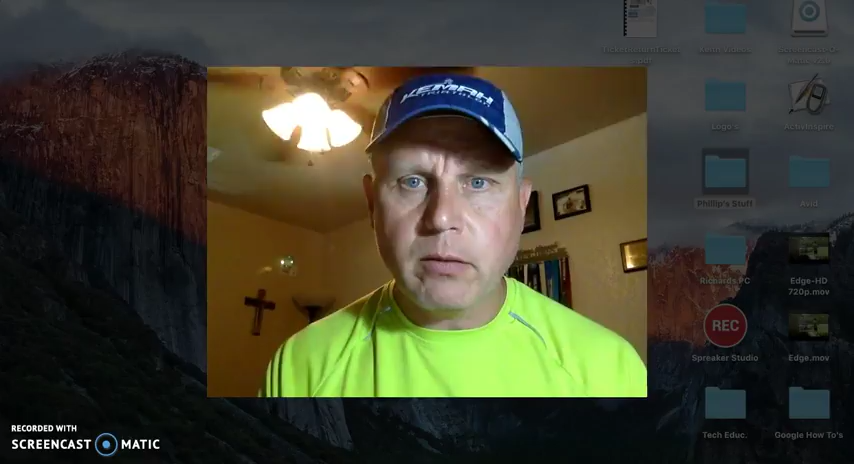 Keith Videos
Logo's
ActivInspire
KEMAH
Phillip's Stuff
Avid
Richards PC
Edge-HD
720p.mov
REC
Spreaker Studio
Edge.mov
Tech Educ.
Google How To's
RECORDED WITH
SCREENCAST MATIC